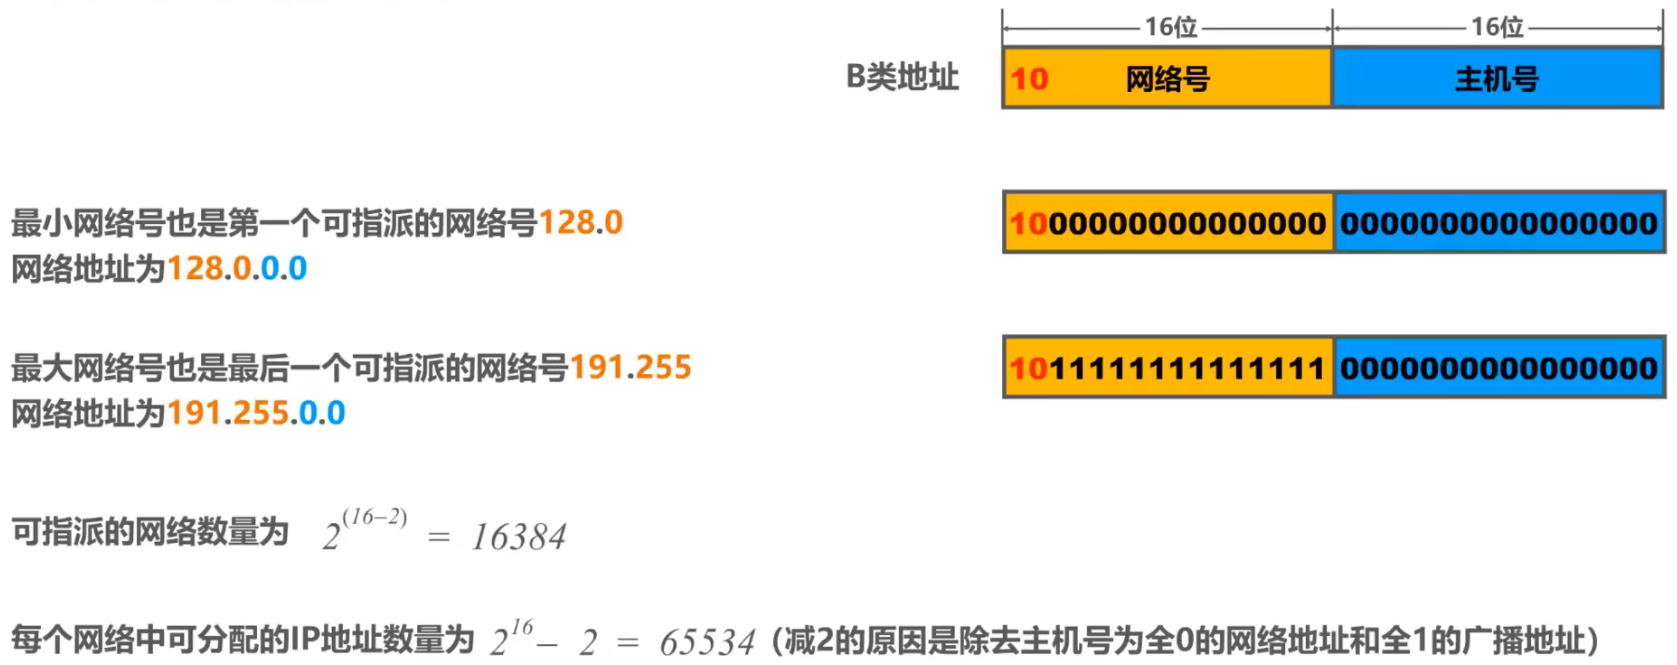 16位 16位
B类地址 10 网络号 主机号
最小网络号也是第一个可指派的网络号128.0
网络地址为128.0.0.0
1000000000000000 0000000000000000
最大网络号也是最后一个可指派的网络号191.255
网络地址为191.255.0.0
1011111111111111 0000000000000000
可指派的网络数量为 2^(16-2) = 16384
每个网络中可分配的IP地址数量为 2^16 - 2 = 65534 (减2的原因是除去主机号为全0的网络地址和全1的广播地址)